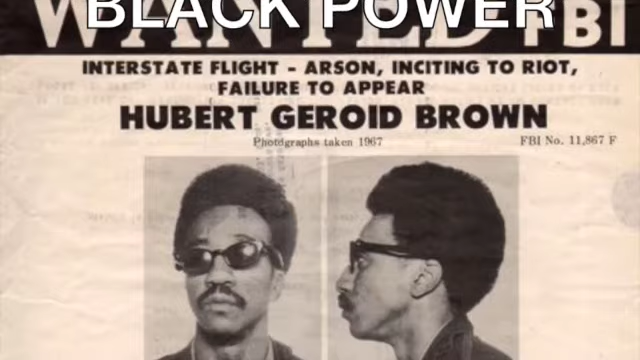 BLACK POWER
WANTED FBI
INTERSTATE FLIGHT - ARSON, INCITING TO RIOT,
FAILURE TO APPEAR
HUBERT GEROID BROWN
Photographs taken 1967
FBI No. 11,867 F